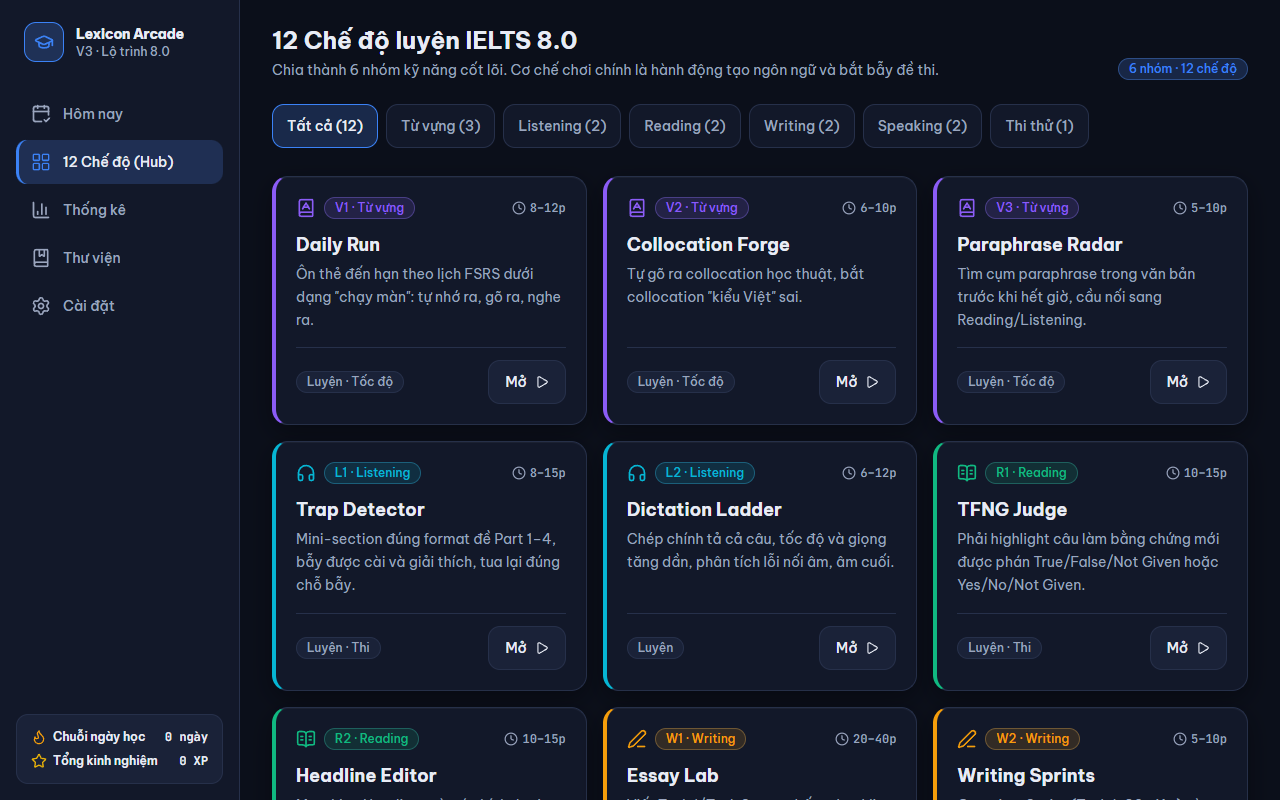 Lexicon Arcade
V3 · Lộ trình 8.0
Hôm nay
12 Chế độ (Hub)
Thống kê
Thư viện
Cài đặt
Chuỗi ngày học 0 ngày
Tổng kinh nghiệm 0 XP
12 Chế độ luyện IELTS 8.0
Chia thành 6 nhóm kỹ năng cốt lõi. Cơ chế chơi chính là hành động tạo ngôn ngữ và bắt bẫy đề thi.
6 nhóm · 12 chế độ
Tất cả (12) Từ vựng (3) Listening (2) Reading (2) Writing (2) Speaking (2) Thi thử (1)
V1 · Từ vựng 8–12p
Daily Run
Ôn thẻ đến hạn theo lịch FSRS dưới
dạng "chạy màn": tự nhớ ra, gõ ra, nghe
ra.
Luyện · Tốc độ Mở
V2 · Từ vựng 6–10p
Collocation Forge
Tự gõ ra collocation học thuật, bắt
collocation "kiểu Việt" sai.
Luyện · Tốc độ Mở
V3 · Từ vựng 5–10p
Paraphrase Radar
Tìm cụm paraphrase trong văn bản
trước khi hết giờ, cầu nối sang
Reading/Listening.
Luyện · Tốc độ Mở
L1 · Listening 8–15p
Trap Detector
Mini-section đúng format đề Part 1–4,
bẫy được cài và giải thích, tua lại đúng
chỗ bẫy.
Luyện · Thi Mở
L2 · Listening 6–12p
Dictation Ladder
Chép chính tả cả câu, tốc độ và giọng
tăng dần, phân tích lỗi nối âm, âm cuối.
Luyện Mở
R1 · Reading 10–15p
TFNG Judge
Phải highlight câu làm bằng chứng mới
được phán True/False/Not Given hoặc
Yes/No/Not Given.
Luyện · Thi Mở
R2 · Reading 10–15p
Headline Editor
W1 · Writing 20–40p
Essay Lab
W2 · Writing 5–10p
Writing Sprints